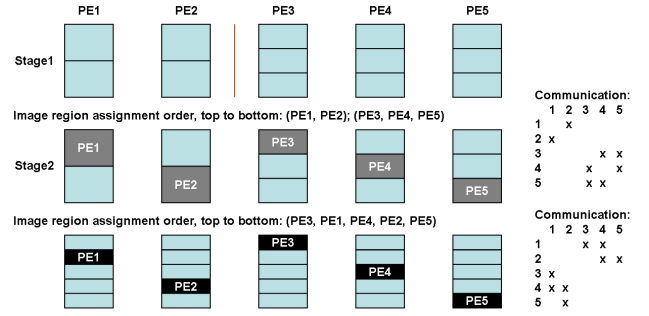 PE1 PE2 PE3 PE4 PE5
Stage1
Image region assignment order, top to bottom: (PE1, PE2); (PE3, PE4, PE5)
Communication:
1 2 3 4 5
1 x
2 x
3 x x
4 x x
5 x x
Stage2
PE1 PE2 PE3 PE4 PE5
Image region assignment order, top to bottom: (PE3, PE1, PE4, PE2, PE5)
Communication:
1 2 3 4 5
1 x x
2 x x
3 x
4 x x
5 x
PE1 PE2 PE3 PE4 PE5